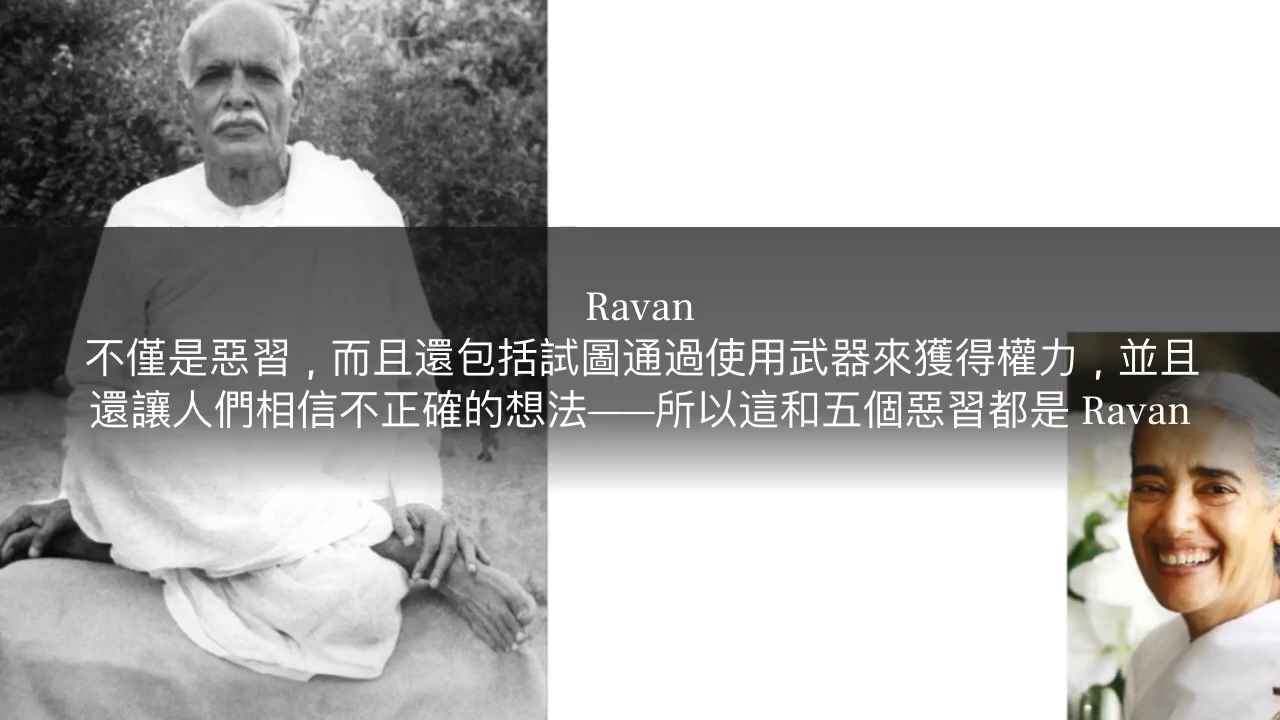 Ravan
不僅是惡習，而且還包括試圖通過使用武器來獲得權力，並且
還讓人們相信不正確的想法——所以這和五個惡習都是 Ravan